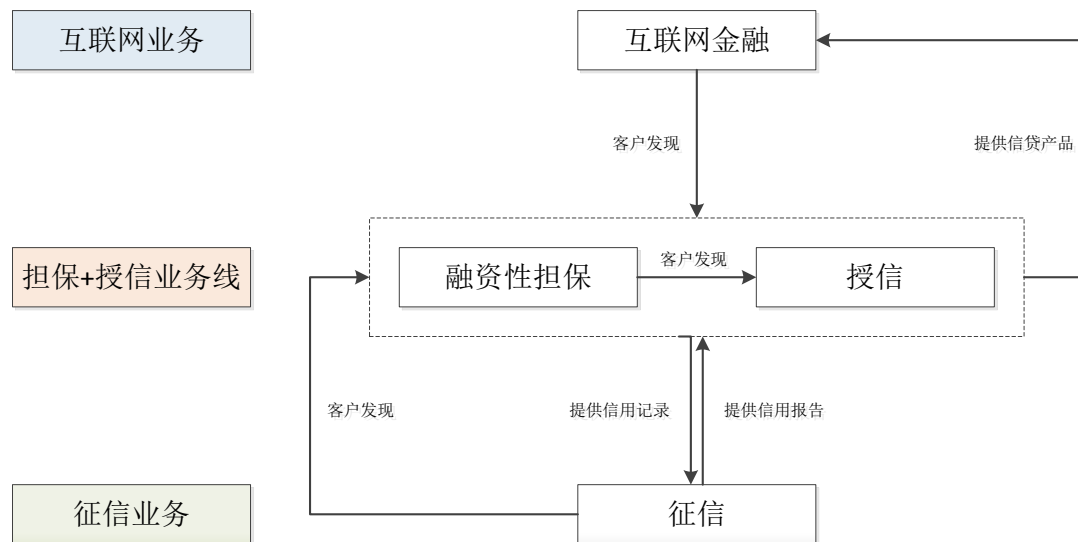 互联网业务
互联网金融
客户发现
提供信贷产品
担保+授信业务线
融资性担保
客户发现
授信
客户发现
提供信用记录
提供信用报告
征信业务
征信